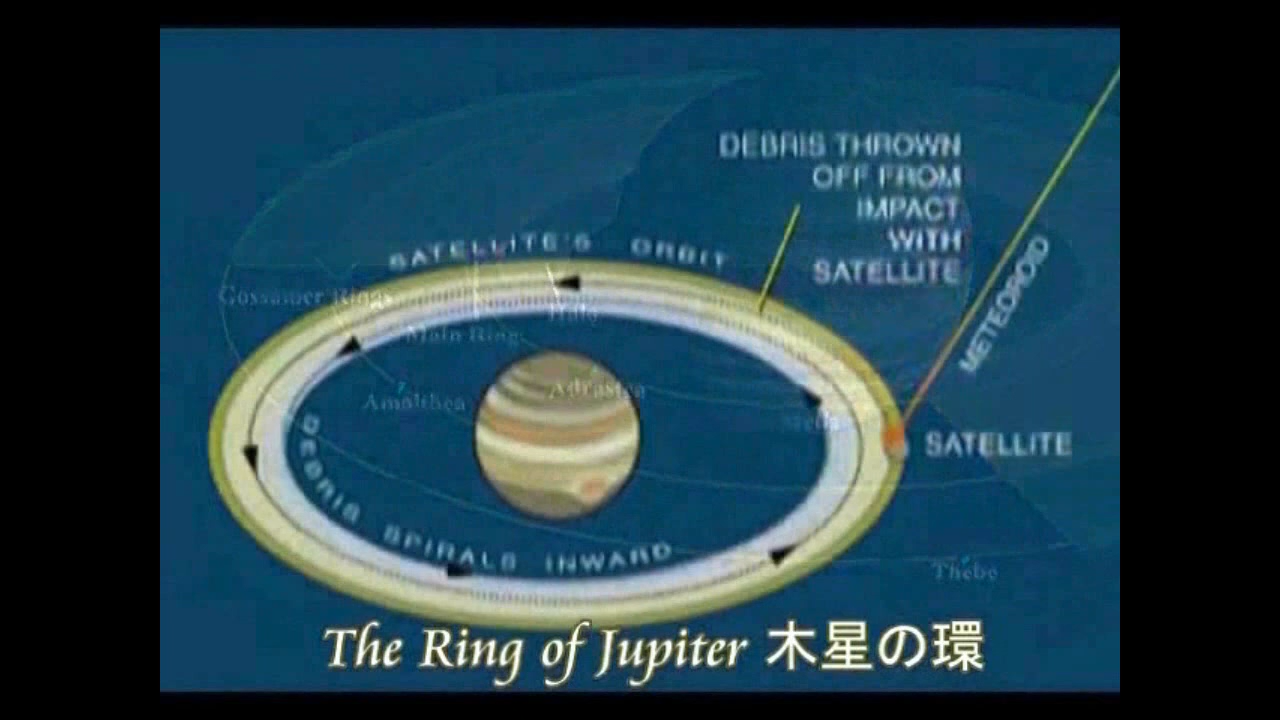 DEBRIS THROWN
OFF FROM
IMPACT
WITH
SATELLITE
SATELLITE'S ORBIT
METEOROID
Gossamer Rings
Halo
Main Ring
Amalthea
Adrastea
Metis
SATELLITE
DEBRIS SPIRALS INWARD
Thebe
The Ring of Jupiter 木星の環